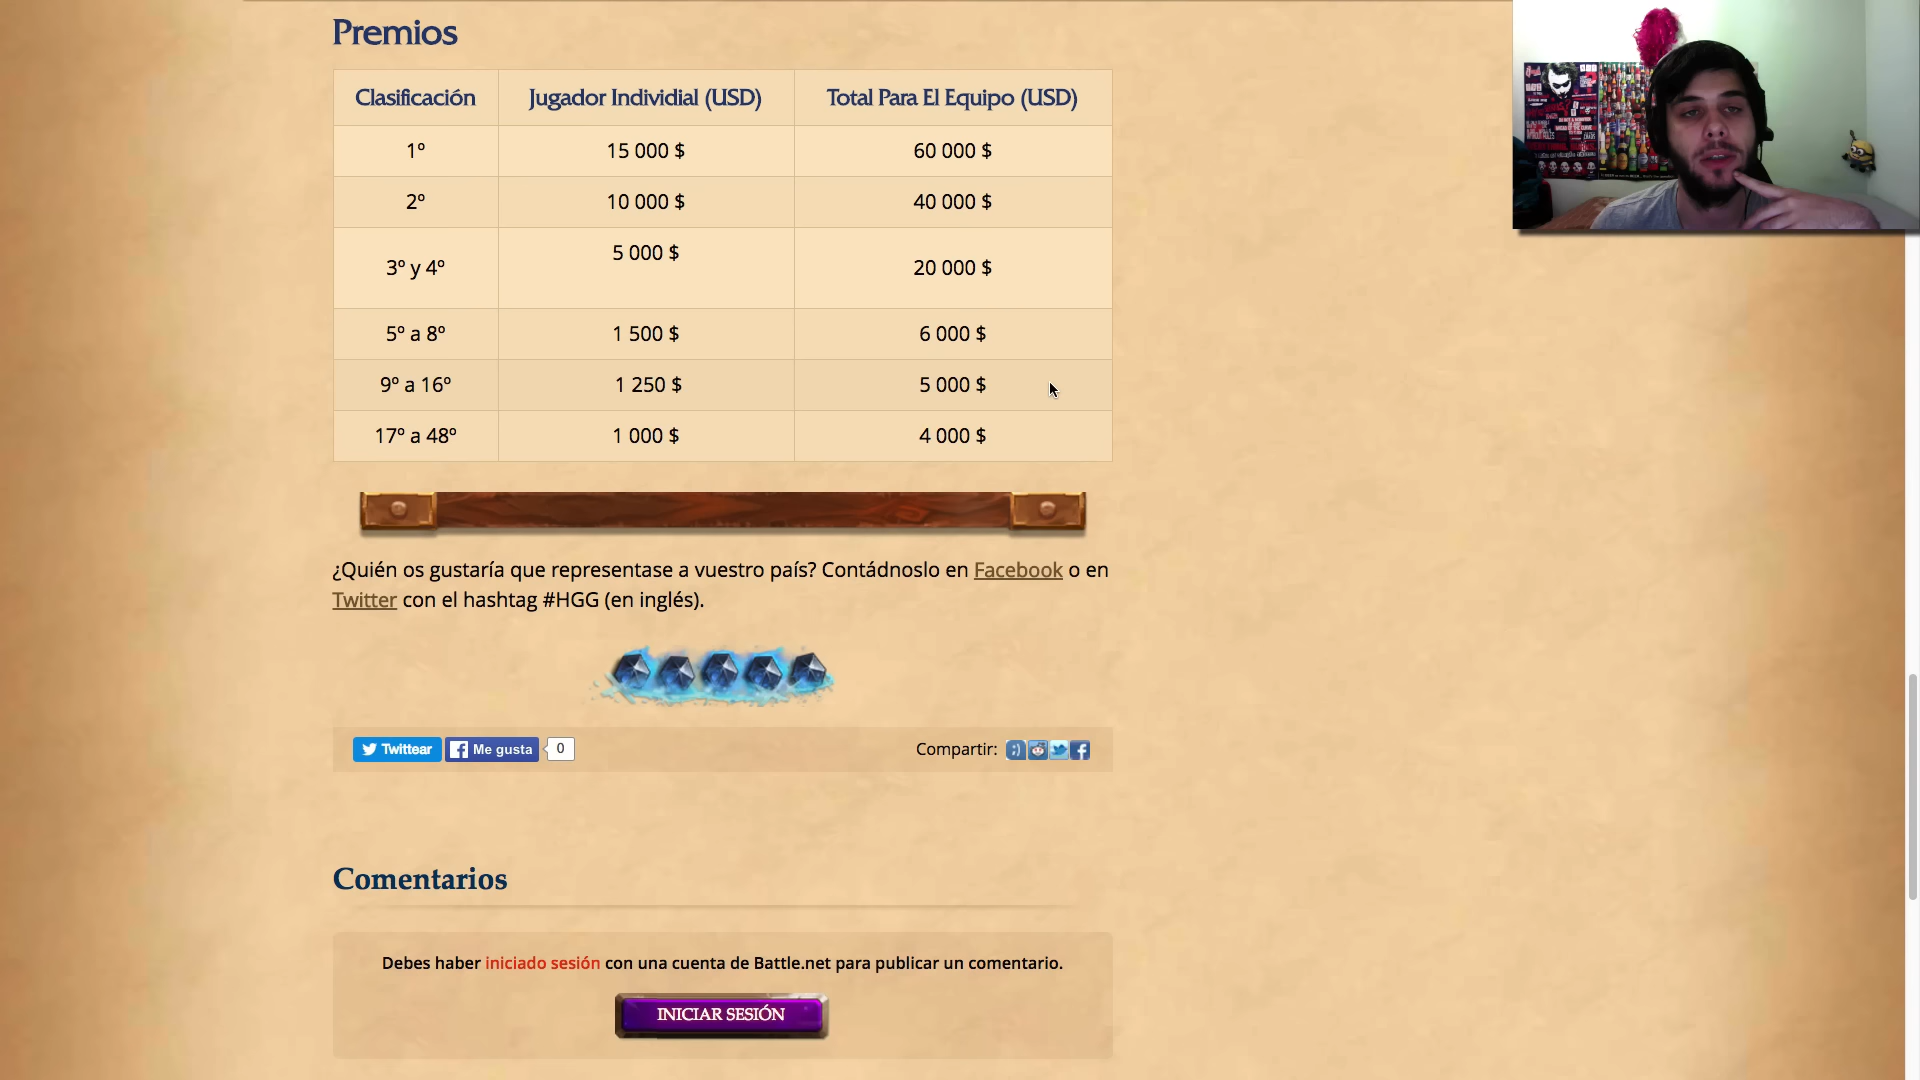 Premios
Clasificación Jugador Individial (USD) Total Para El Equipo (USD)
1º 15 000 $ 60 000 $
2º 10 000 $ 40 000 $
3º y 4º 5 000 $ 20 000 $
5º a 8º 1 500 $ 6 000 $
9º a 16º 1 250 $ 5 000 $
17º a 48º 1 000 $ 4 000 $
¿Quién os gustaría que representase a vuestro país? Contádnoslo en Facebook o en
Twitter con el hashtag #HGG (en inglés).
Twittear Me gusta 0 Compartir:
Comentarios
Debes haber iniciado sesión con una cuenta de Battle.net para publicar un comentario.
INICIAR SESIÓN